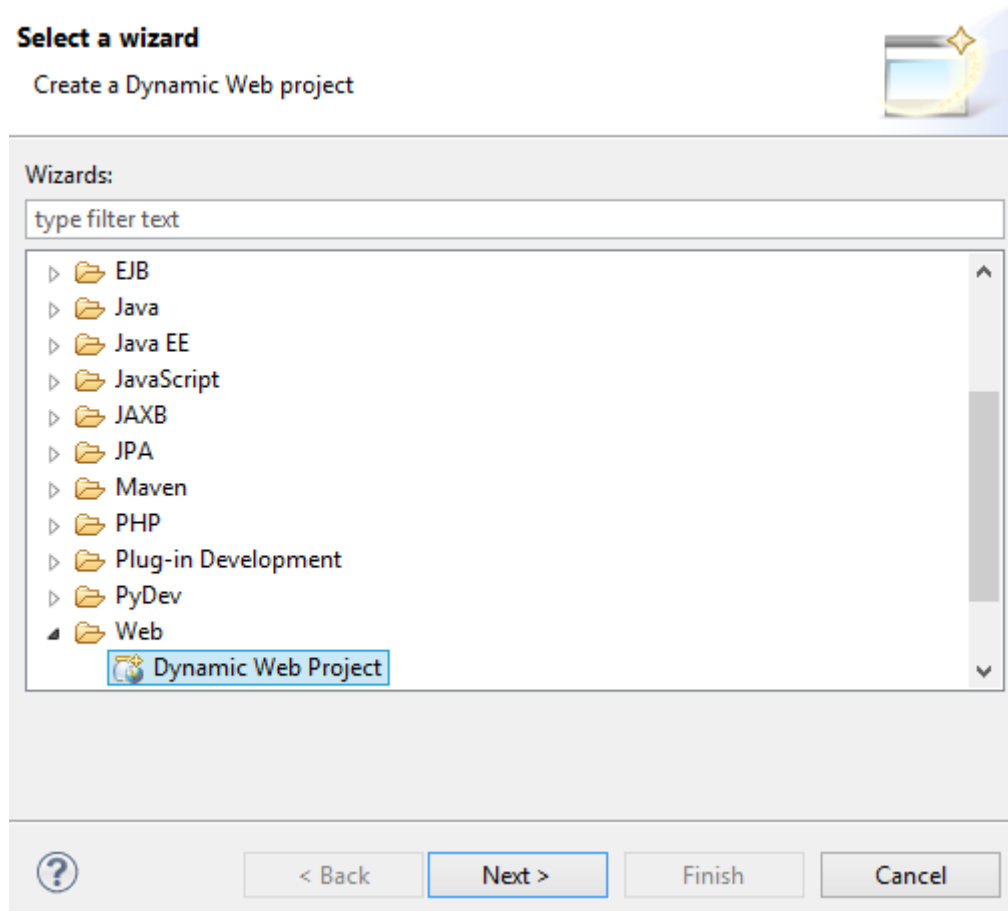 Select a wizard
Create a Dynamic Web project
Wizards:
type filter text
EJB
Java
Java EE
JavaScript
JAXB
JPA
Maven
PHP
Plug-in Development
PyDev
Web
Dynamic Web Project
? < Back Next > Finish Cancel